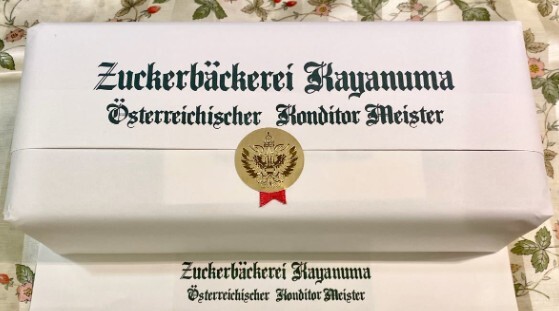 Zuckerbäckerei Kayanuma
Österreichischer Konditor Meister
Zuckerbäckerei Kayanuma
Österreichischer Konditor Meister